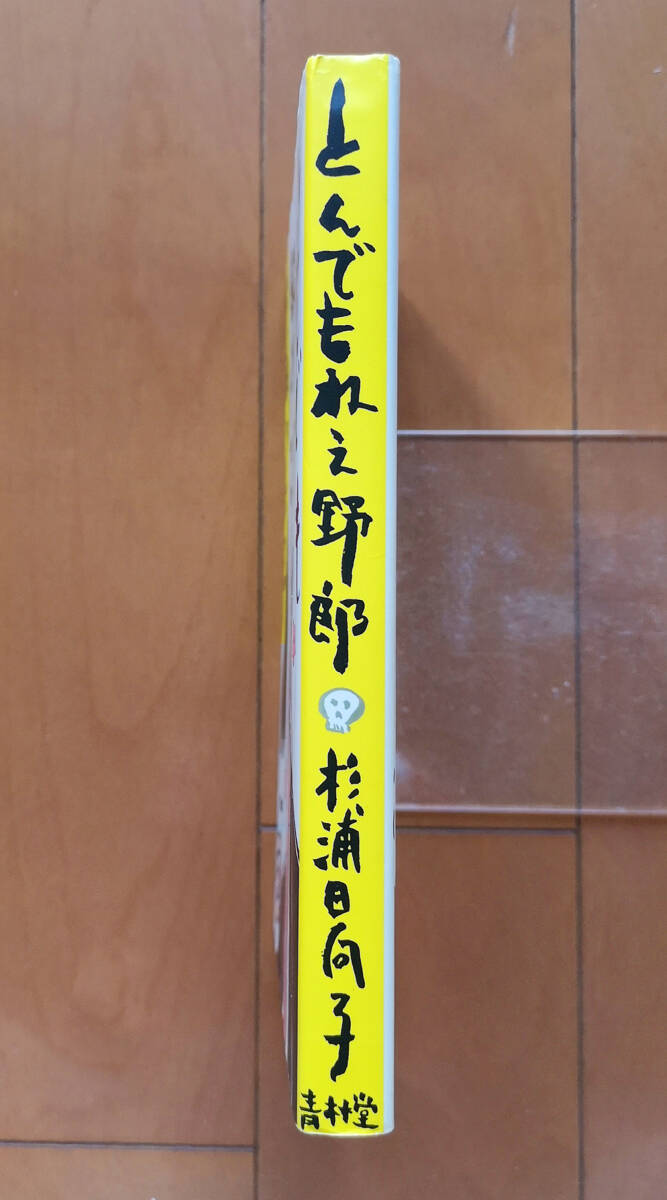 とんでもねえ野郎
杉浦日向子
青林堂